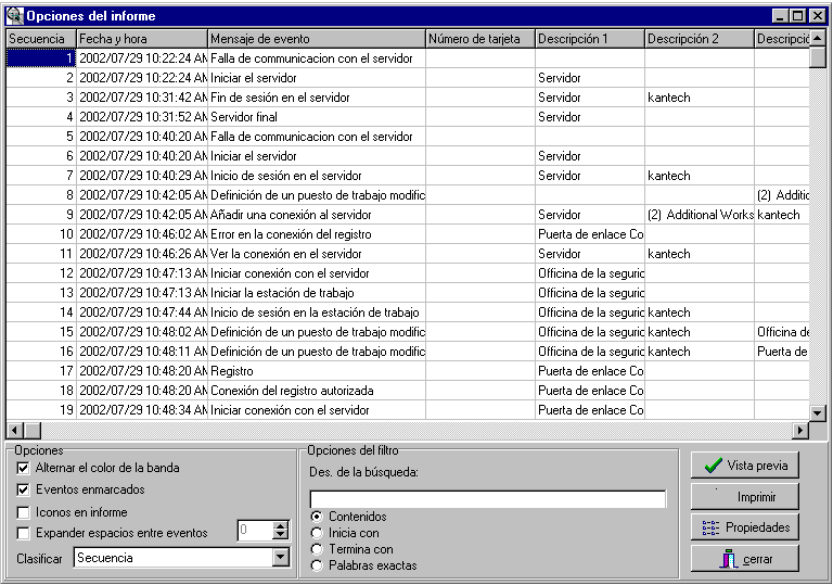 Opciones del informe
Secuencia Fecha y hora Mensaje de evento Número de tarjeta Descripción 1 Descripción 2 Descripció
1 2002/07/29 10:22:24 AM Falla de communicacion con el servidor
2 2002/07/29 10:22:24 AM Iniciar el servidor Servidor
3 2002/07/29 10:31:42 AM Fin de sesión en el servidor Servidor kantech
4 2002/07/29 10:31:52 AM Servidor final Servidor
5 2002/07/29 10:40:20 AM Falla de communicacion con el servidor
6 2002/07/29 10:40:20 AM Iniciar el servidor Servidor
7 2002/07/29 10:40:29 AM Inicio de sesión en el servidor Servidor kantech
8 2002/07/29 10:42:05 AM Definición de un puesto de trabajo modific (2) Additic
9 2002/07/29 10:42:05 AM Añadir una conexión al servidor Servidor (2) Additional Works kantech
10 2002/07/29 10:46:02 AM Error en la conexión del registro Puerta de enlace Co
11 2002/07/29 10:46:26 AM Ver la conexión en el servidor Servidor kantech
12 2002/07/29 10:47:13 AM Iniciar conexión con el servidor Officina de la seguric
13 2002/07/29 10:47:13 AM Iniciar la estación de trabajo Officina de la seguric
14 2002/07/29 10:47:44 AM Inicio de sesión en la estación de trabajo Officina de la seguric kantech
15 2002/07/29 10:48:02 AM Definición de un puesto de trabajo modific Officina de la seguric kantech Officina de
16 2002/07/29 10:48:11 AM Definición de un puesto de trabajo modific Officina de la seguric kantech Puerta de
17 2002/07/29 10:48:20 AM Registro Puerta de enlace Co
18 2002/07/29 10:48:20 AM Conexión del registro autorizada Puerta de enlace Co
19 2002/07/29 10:48:34 AM Iniciar conexión con el servidor Puerta de enlace Co
Opciones
Alternar el color de la banda
Eventos enmarcados
Iconos en informe
Expander espacios entre eventos 0
Clasificar Secuencia
Opciones del filtro
Des. de la búsqueda:
Contenidos
Inicia con
Termina con
Palabras exactas
Vista previa
Imprimir
Propiedades
cerrar